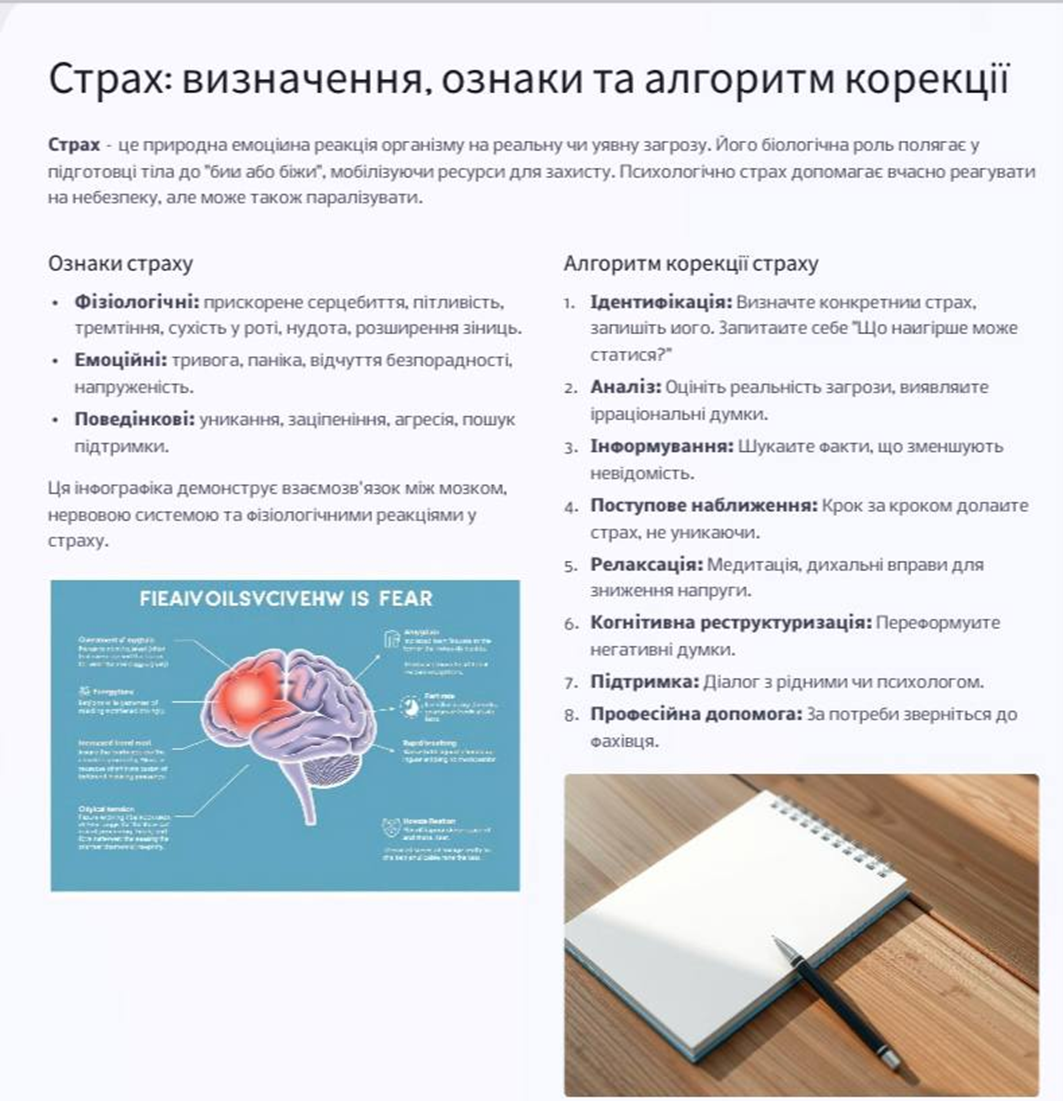 Страх: визначення, ознаки та алгоритм корекції
Страх - це природна емоційна реакція організму на реальну чи уявну загрозу. Його біологічна роль полягає у
підготовці тіла до "бий або біжи", мобілізуючи ресурси для захисту. Психологічно страх допомагає вчасно реагувати
на небезпеку, але може також паралізувати.
Ознаки страху
• Фізіологічні: прискорене серцебиття, пітливість,
тремтіння, сухість у роті, нудота, розширення зіниць.
• Емоційні: тривога, паніка, відчуття безпорадності,
напруженість.
• Поведінкові: уникання, заціпеніння, агресія, пошук
підтримки.
Ця інфографіка демонструє взаємозв'язок між мозком,
нервовою системою та фізіологічними реакціями у
страху.
FIEAIVOILSVCIVEHW IS FEAR
Алгоритм корекції страху
1. Ідентифікація: Визначте конкретний страх,
запишіть його. Запитайте себе "Що найгірше може
статися?"
2. Аналіз: Оцініть реальність загрози, виявляйте
ірраціональні думки.
3. Інформування: Шукайте факти, що зменшують
невідомість.
4. Поступове наближення: Крок за кроком долайте
страх, не уникаючи.
5. Релаксація: Медитація, дихальні вправи для
зниження напруги.
6. Когнітивна реструктуризація: Переформуйте
негативні думки.
7. Підтримка: Діалог з рідними чи психологом.
8. Професійна допомога: За потреби зверніться до
фахівця.